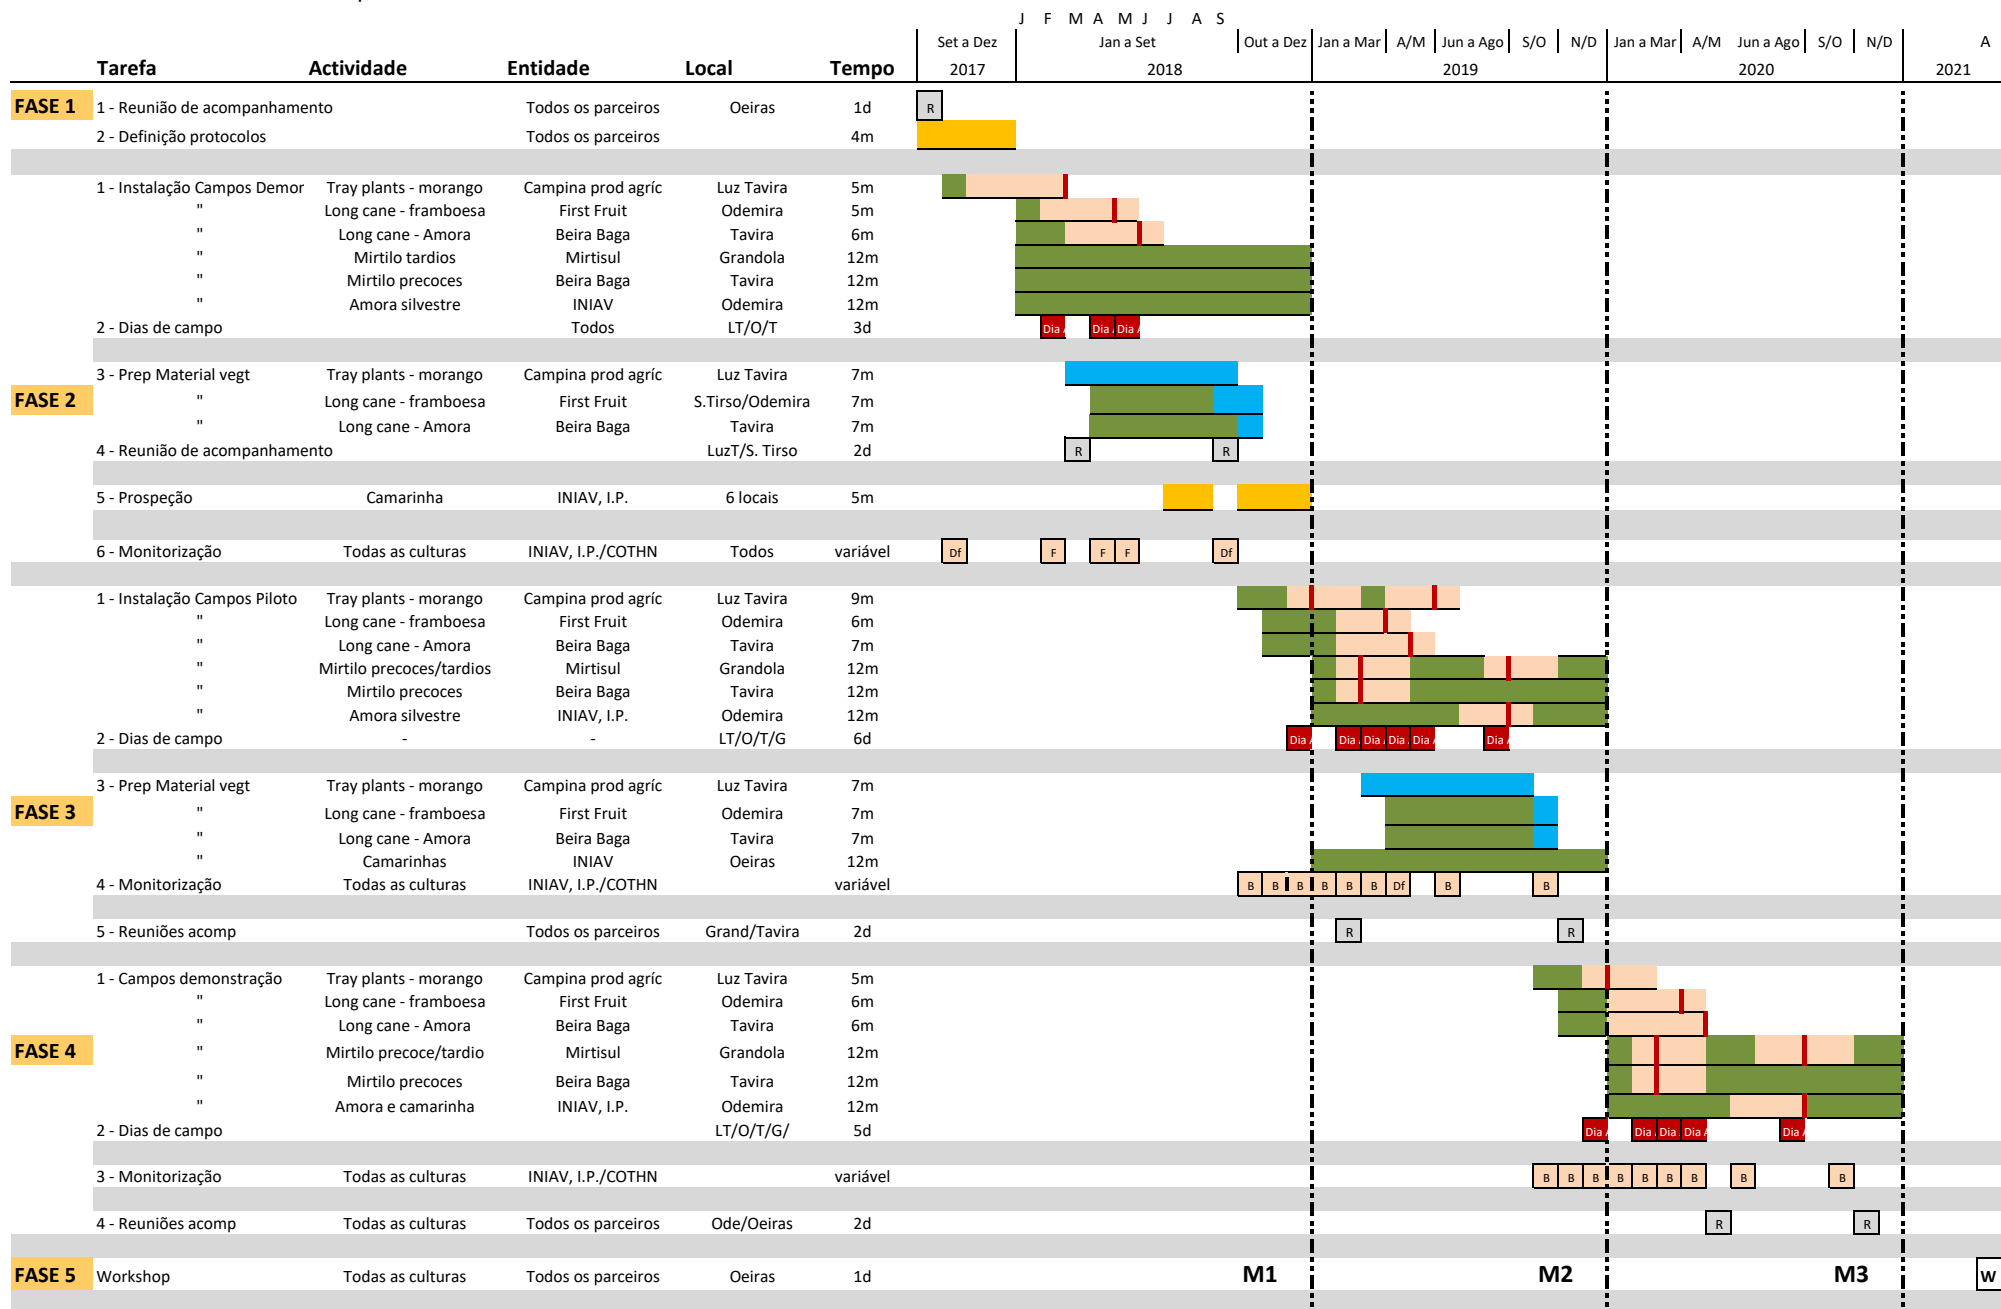 J F M A M J J A S
Set a Dez Jan a Set Out a Dez Jan a Mar A/M Jun a Ago S/O N/D Jan a Mar A/M Jun a Ago S/O N/D A
Tarefa Actividade Entidade Local Tempo 2017 2018 2019 2020 2021
FASE 1 1 - Reunião de acompanhamento Todos os parceiros Oeiras 1d R
2 - Definição protocolos Todos os parceiros 4m
1 - Instalação Campos Demor Tray plants - morango Campina prod agríc Luz Tavira 5m
" Long cane - framboesa First Fruit Odemira 5m
" Long cane - Amora Beira Baga Tavira 6m
" Mirtilo tardios Mirtisul Grandola 12m
" Mirtilo precoces Beira Baga Tavira 12m
" Amora silvestre INIAV Odemira 12m
2 - Dias de campo Todos LT/O/T 3d Dia Dia Dia
3 - Prep Material vegt Tray plants - morango Campina prod agríc Luz Tavira 7m
FASE 2 " Long cane - framboesa First Fruit S.Tirso/Odemira 7m
" Long cane - Amora Beira Baga Tavira 7m
4 - Reunião de acompanhamento LuzT/S. Tirso 2d R R
5 - Prospeção Camarinha INIAV, I.P. 6 locais 5m
6 - Monitorização Todas as culturas INIAV, I.P./COTHN Todos variável Df F F F Df
1 - Instalação Campos Piloto Tray plants - morango Campina prod agríc Luz Tavira 9m
" Long cane - framboesa First Fruit Odemira 6m
" Long cane - Amora Beira Baga Tavira 7m
" Mirtilo precoces/tardios Mirtisul Grandola 12m
" Mirtilo precoces Beira Baga Tavira 12m
" Amora silvestre INIAV, I.P. Odemira 12m
2 - Dias de campo - - LT/O/T/G 6d Dia Dia Dia Dia Dia Dia
3 - Prep Material vegt Tray plants - morango Campina prod agríc Luz Tavira 7m
FASE 3 " Long cane - framboesa First Fruit Odemira 7m
" Long cane - Amora Beira Baga Tavira 7m
" Camarinhas INIAV Oeiras 12m
4 - Monitorização Todas as culturas INIAV, I.P./COTHN variável B B B B B B Df B B
5 - Reuniões acomp Todos os parceiros Grand/Tavira 2d R R
1 - Campos demonstração Tray plants - morango Campina prod agríc Luz Tavira 5m
" Long cane - framboesa First Fruit Odemira 6m
" Long cane - Amora Beira Baga Tavira 6m
FASE 4 " Mirtilo precoce/tardio Mirtisul Grandola 12m
" Mirtilo precoces Beira Baga Tavira 12m
" Amora e camarinha INIAV, I.P. Odemira 12m
2 - Dias de campo LT/O/T/G/ 5d Dia Dia Dia Dia Dia
3 - Monitorização Todas as culturas INIAV, I.P./COTHN variável B B B B B B B B B
4 - Reuniões acomp Todas as culturas Todos os parceiros Ode/Oeiras 2d R R
FASE 5 Workshop Todas as culturas Todos os parceiros Oeiras 1d M1 M2 M3 W